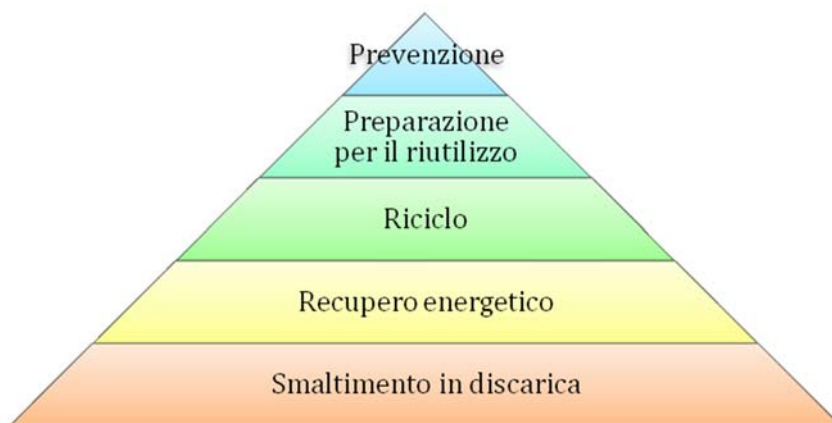 Prevenzione
Preparazione
per il riutilizzo
Riciclo
Recupero energetico
Smaltimento in discarica